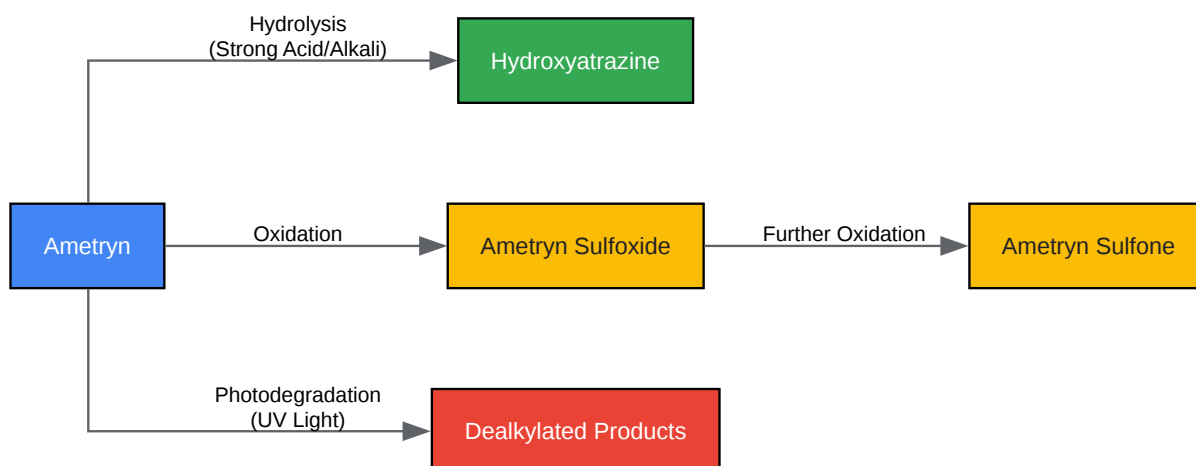 Hydrolysis
(Strong Acid/Alkali)
Hydroxyatrazine
Ametryn
Oxidation
Ametryn Sulfoxide
Further Oxidation
Ametryn Sulfone
Photodegradation
(UV Light)
Dealkylated Products